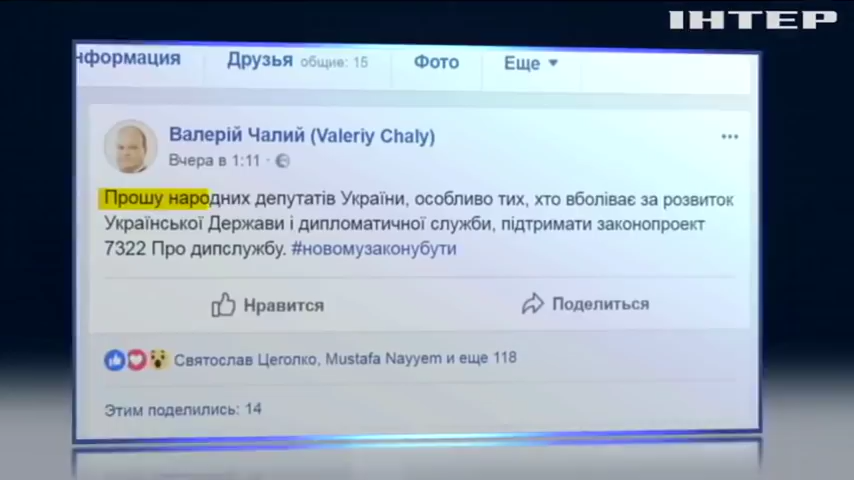 ІНТЕР
нформация
Друзья общие: 15
Фото
Еще
Валерій Чалий (Valeriy Chaly)
Вчера в 1:11
Прошу народних депутатів України, особливо тих, хто вболіває за розвиток
Української Держави і дипломатичної служби, підтримати законопроект
7322 Про дипслужбу. #новомузаконубути
Нравится
Поделиться
Святослав Цеголко, Mustafa Nayyem и еще 118
Этим поделились: 14